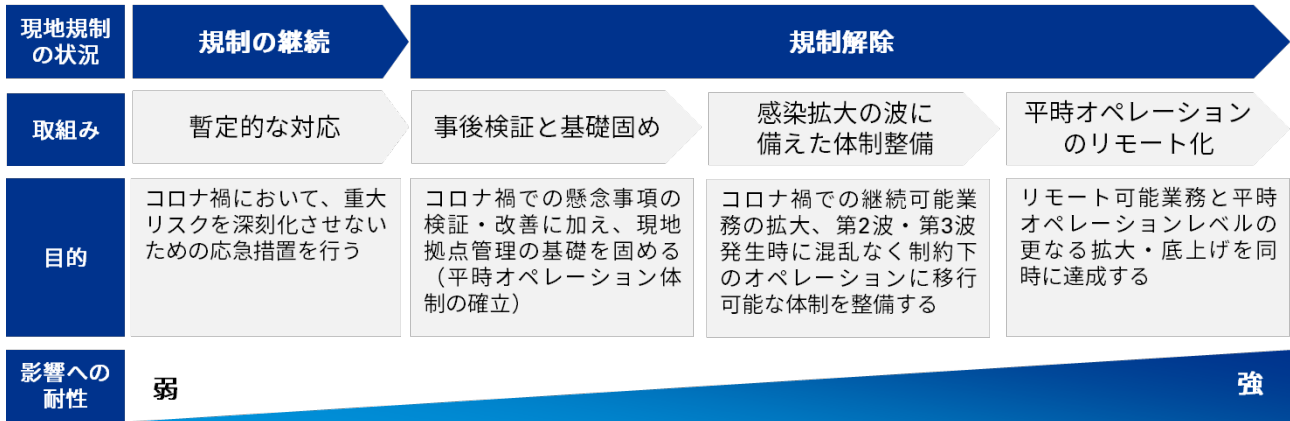 現地規制
の状況
規制の継続
規制解除
取組み
暫定的な対応
事後検証と基礎固め
感染拡大の波に
備えた体制整備
平時オペレーション
のリモート化
目的
コロナ禍において、重大
リスクを深刻化させない
ための応急措置を行う
コロナ禍での懸念事項の
検証・改善に加え、現地
拠点管理の基礎を固める
（平時オペレーション体
制の確立）
コロナ禍での継続可能業
務の拡大、第2波・第3波
発生時に混乱なく制約下
のオペレーションに移行
可能な体制を整備する
リモート可能業務と平時
オペレーションレベルの
更なる拡大・底上げを同
時に達成する
影響への
耐性
弱
強